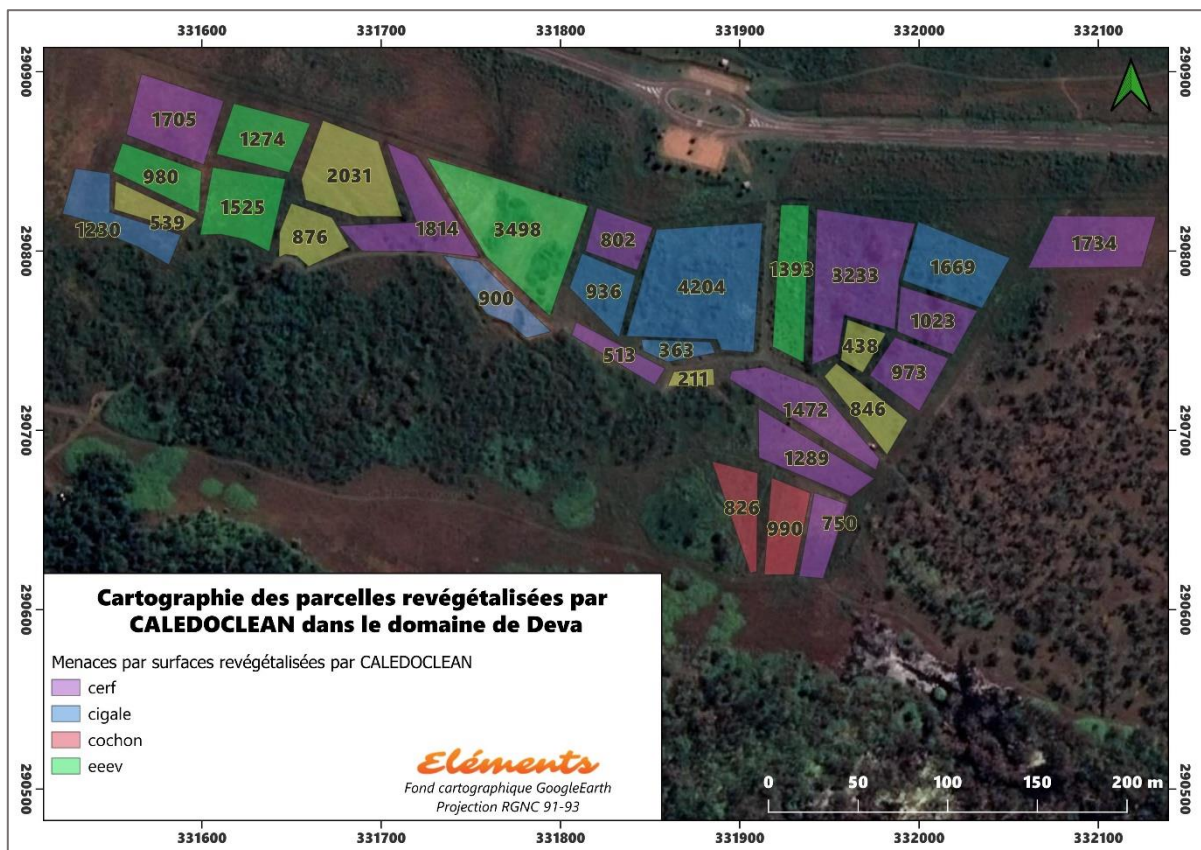 331600 331700 331800 331900 332000 332100
290900 290900
1705
1274
2031
980
539
1230
1525
876
1814
3498
802
936
4204
1393
3233
1669
1734
900
513
363
211
438
1023
973
846
1472
1289
826
990
750
290800 290800
290700 290700
290600 290600
290500 290500
Cartographie des parcelles revégétalisées par
CALEDOCLEAN dans le domaine de Deva
Menaces par surfaces revégétalisées par CALEDOCLEAN
cerf
cigale
cochon
eeev
Eléments
Fond cartographique GoogleEarth
Projection RGNC 91-93
0 50 100 150 200 m
331600 331700 331800 331900 332000 332100